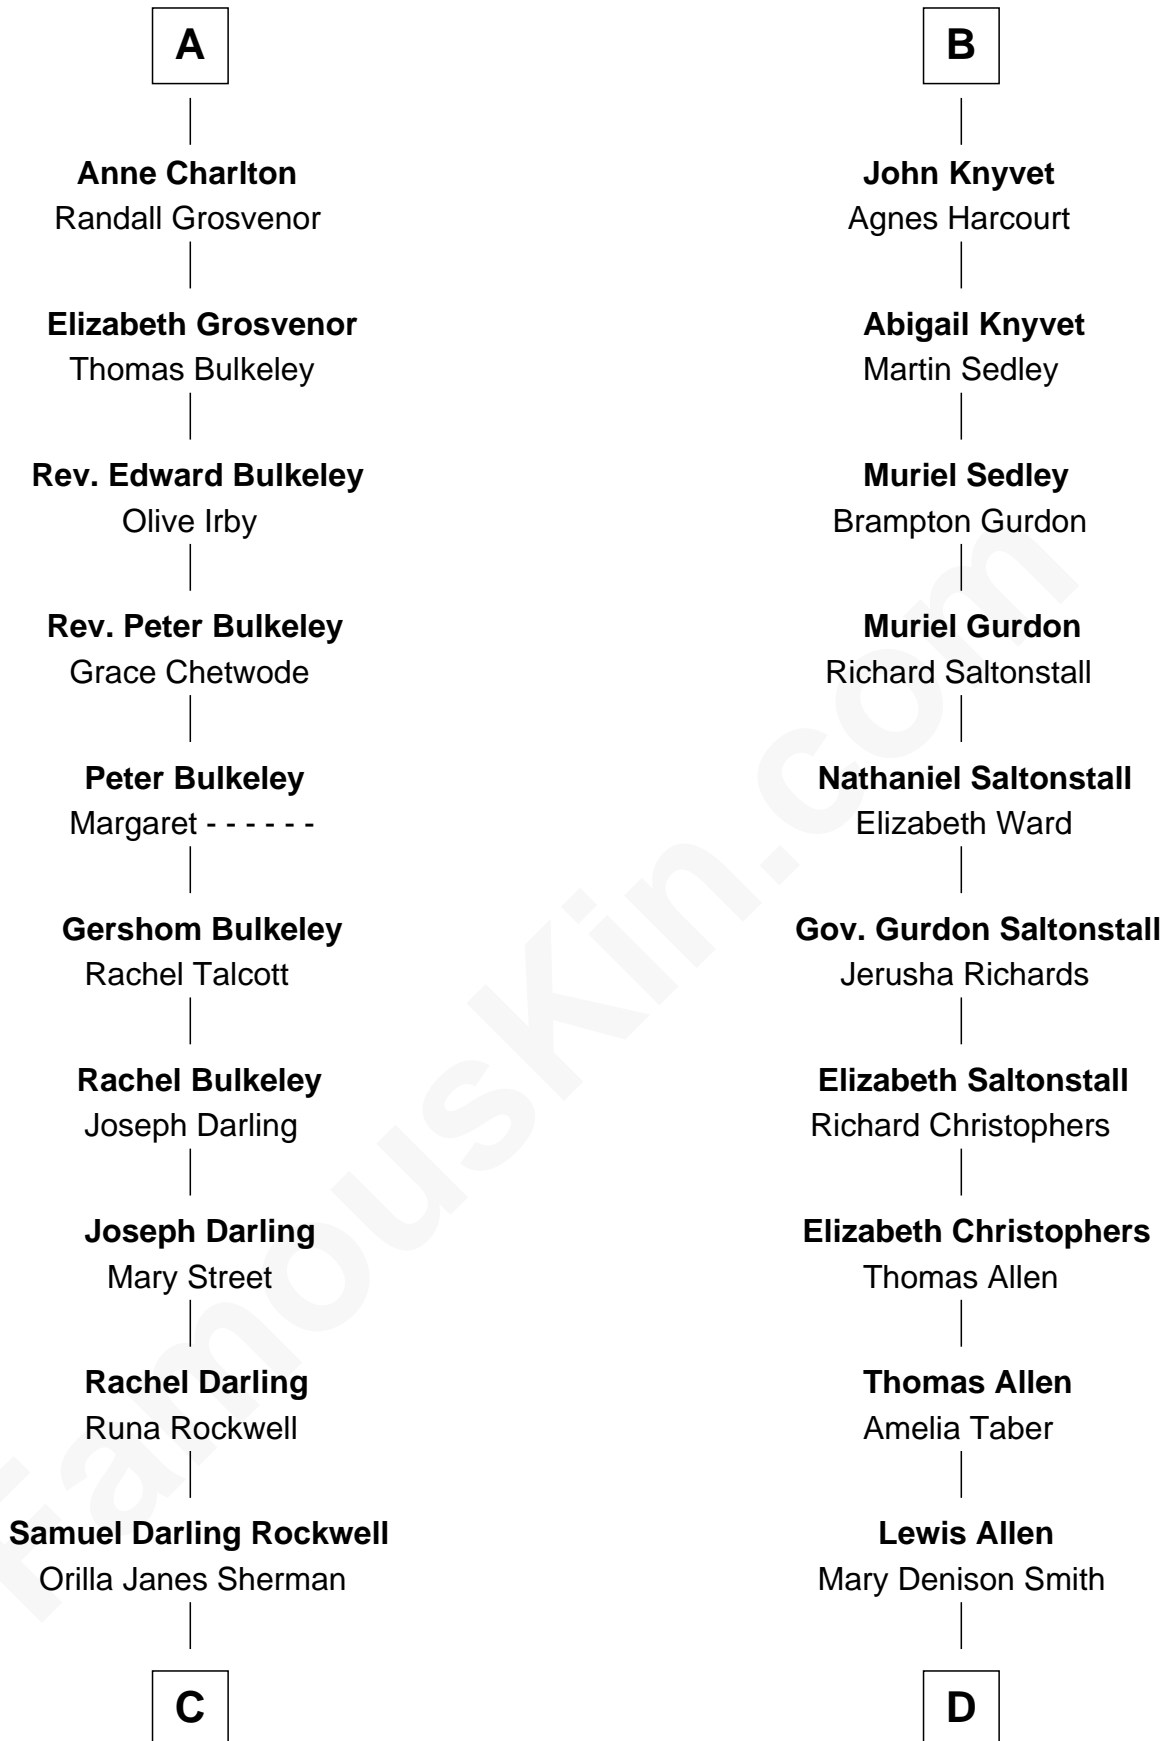 A
Anne Charlton
Randall Grosvenor
Elizabeth Grosvenor
Thomas Bulkeley
Rev. Edward Bulkeley
Olive Irby
Rev. Peter Bulkeley
Grace Chetwode
Peter Bulkeley
Margaret - - - - - -
Gershom Bulkeley
Rachel Talcott
Rachel Bulkeley
Joseph Darling
Joseph Darling
Mary Street
Rachel Darling
Runa Rockwell
Samuel Darling Rockwell
Orilla Janes Sherman
C
B
John Knyvet
Agnes Harcourt
Abigail Knyvet
Martin Sedley
Muriel Sedley
Brampton Gurdon
Muriel Gurdon
Richard Saltonstall
Nathaniel Saltonstall
Elizabeth Ward
Gov. Gurdon Saltonstall
Jerusha Richards
Elizabeth Saltonstall
Richard Christophers
Elizabeth Christophers
Thomas Allen
Thomas Allen
Amelia Taber
Lewis Allen
Mary Denison Smith
D
FamousKin.com